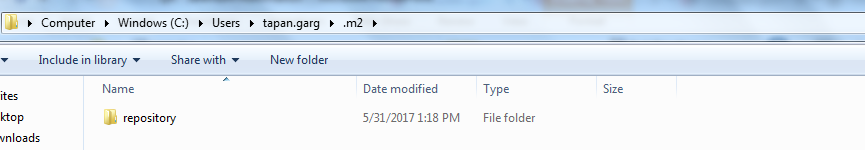 Computer Windows (C:) Users tapan.garg .m2
Include in library Share with New folder
Name Date modified Type Size
ites
ktop repository 5/31/2017 1:18 PM File folder
wnloads